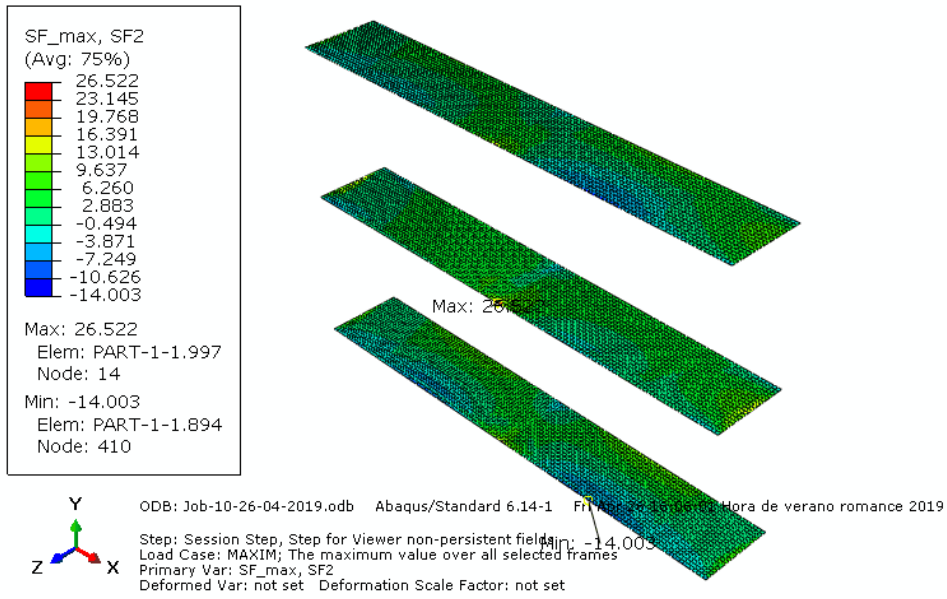 SF_max, SF2
(Avg: 75%)
26.522
23.145
19.768
16.391
13.014
9.637
6.260
2.883
-0.494
-3.871
-7.249
-10.626
-14.003
Max: 26.522
Elem: PART-1-1.997
Node: 14
Min: -14.003
Elem: PART-1-1.894
Node: 410
Max: 26.522
Y
Z
X
ODB: Job-10-26-04-2019.odb Abaqus/Standard 6.14-1 Fri Apr 26 Hora de verano romance 2019
Min: -14.003
Step: Session Step, Step for Viewer non-persistent fields
Load Case: MAXIM; The maximum value over all selected frames
Primary Var: SF_max, SF2
Deformed Var: not set Deformation Scale Factor: not set